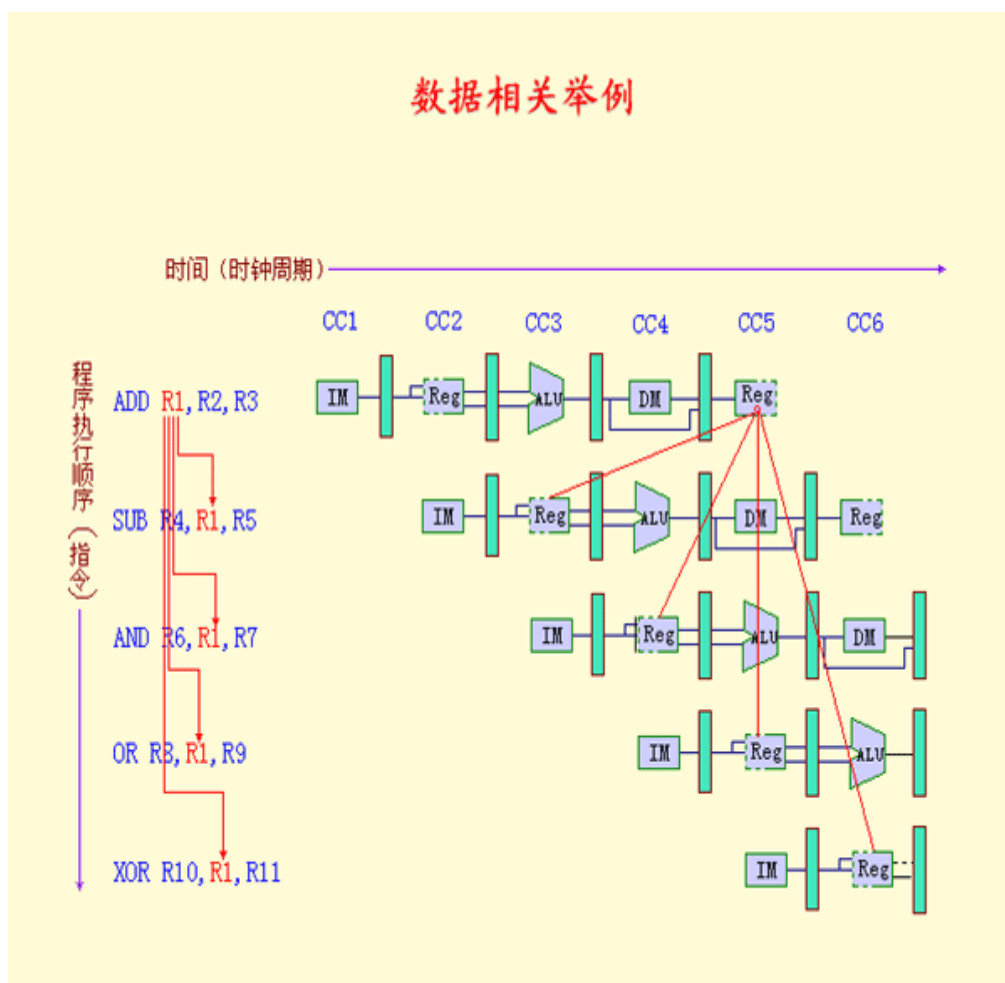 数据相关举例
时间（时钟周期）
CC1 CC2 CC3 CC4 CC5 CC6
程序执行顺序（指令）
ADD R1,R2,R3 IM Reg ALU DM Reg
SUB R4,R1,R5 IM Reg ALU DM Reg
AND R6,R1,R7 IM Reg ALU DM
OR R8,R1,R9 IM Reg ALU
XOR R10,R1,R11 IM Reg